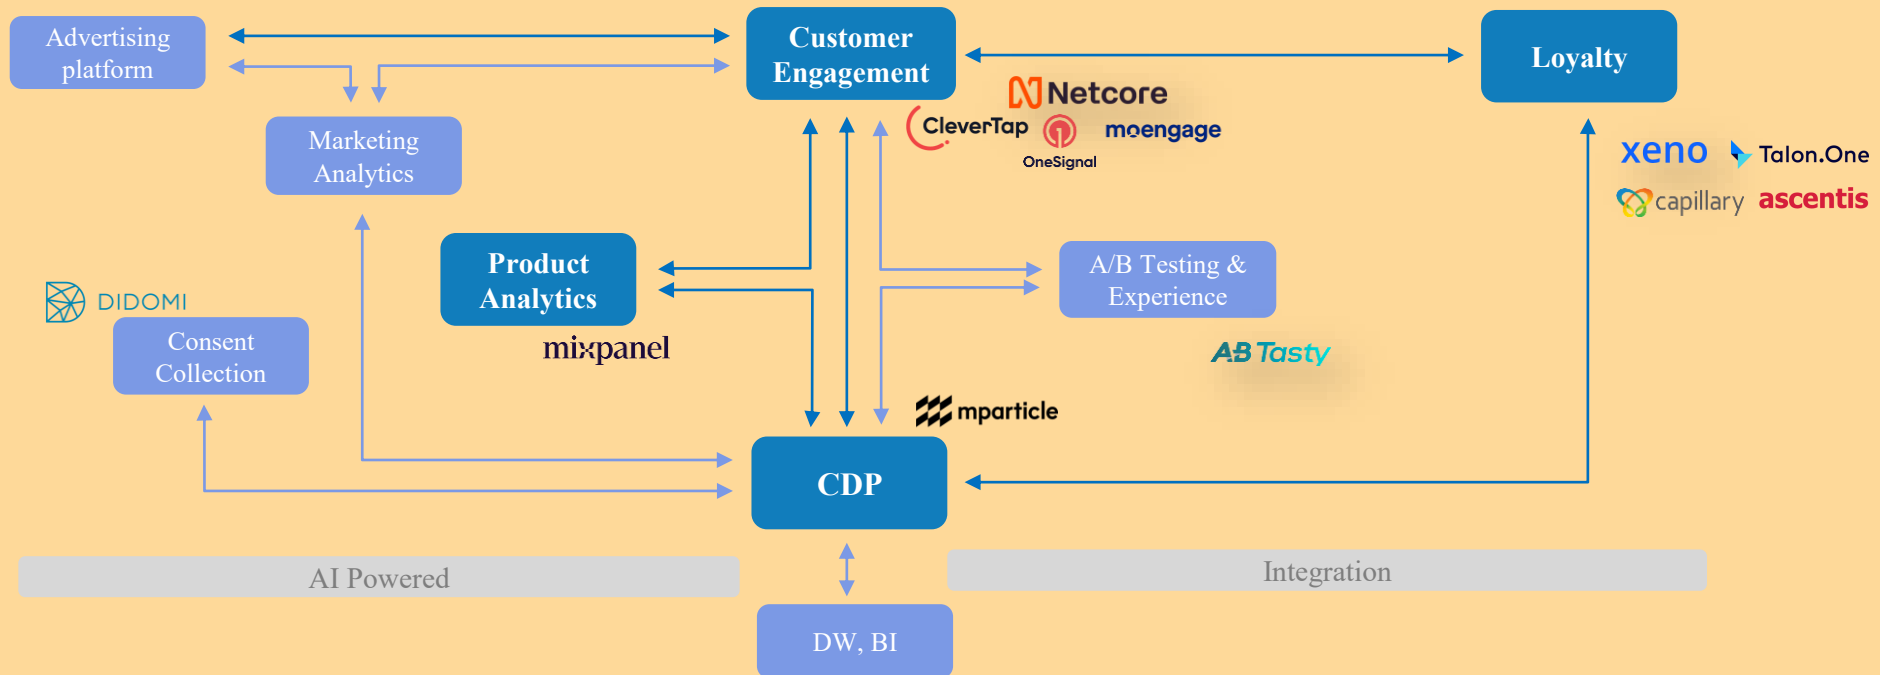 Advertising
platform
Customer
Engagement
Loyalty
Netcore
CleverTap
OneSignal
moengage
Marketing
Analytics
xeno
Talon.One
capillary
ascentis
Product
Analytics
mixpanel
A/B Testing &
Experience
AB Tasty
DIDOMI
Consent
Collection
mparticle
CDP
AI Powered
Integration
DW, BI